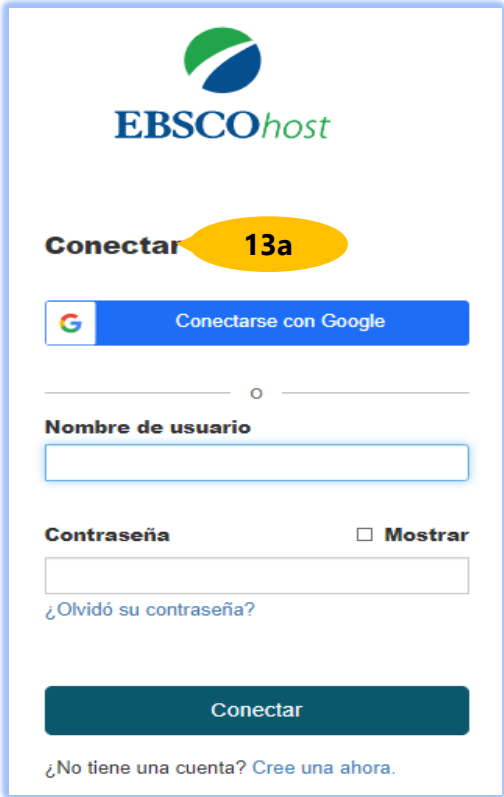 EBSCOhost
Conectar 13a
G Conectarse con Google
o
Nombre de usuario
Contraseña Mostrar
¿Olvidó su contraseña?
Conectar
¿No tiene una cuenta? Cree una ahora.